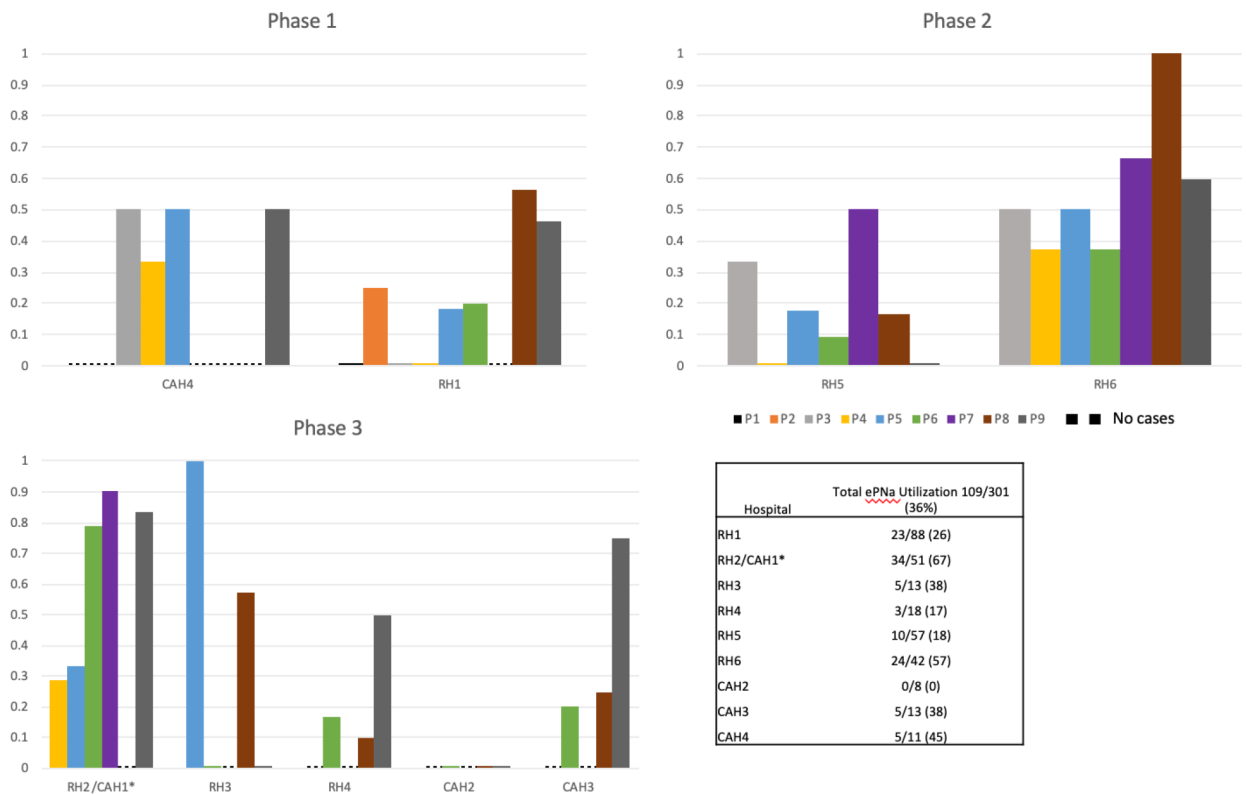 Phase 1
1
0.9
0.8
0.7
0.6
0.5
0.4
0.3
0.2
0.1
0
CAH4 RH1
Phase 2
1
0.9
0.8
0.7
0.6
0.5
0.4
0.3
0.2
0.1
0
RH5 RH6
P1 P2 P3 P4 P5 P6 P7 P8 P9 No cases
Phase 3
1
0.9
0.8
0.7
0.6
0.5
0.4
0.3
0.2
0.1
0
RH2/CAH1* RH3 RH4 CAH2 CAH3
Total ePNa Utilization 109/301
Hospital (36%)
RH1 23/88 (26)
RH2/CAH1* 34/51 (67)
RH3 5/13 (38)
RH4 3/18 (17)
RH5 10/57 (18)
RH6 24/42 (57)
CAH2 0/8 (0)
CAH3 5/13 (38)
CAH4 5/11 (45)